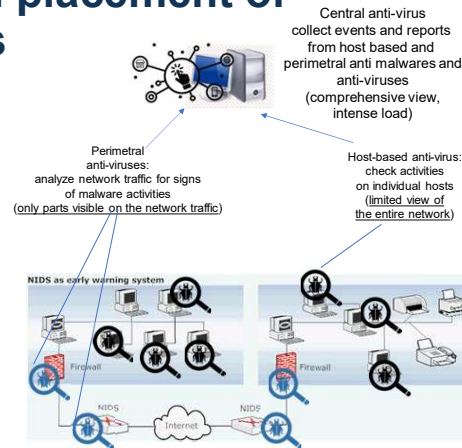 placement of
s
Central anti-virus
collect events and reports
from host based and
perimetral anti malwares and
anti-viruses
(comprehensive view,
intense load)
Perimetral
anti-viruses:
analyze network traffic for signs
of malware activities
(only parts visible on the network traffic)
Host-based anti-virus:
check activities
on individual hosts
(limited view of
the entire network)
NIDS as early warning system
Firewall
Firewall
NIDS
Internet
NIDS